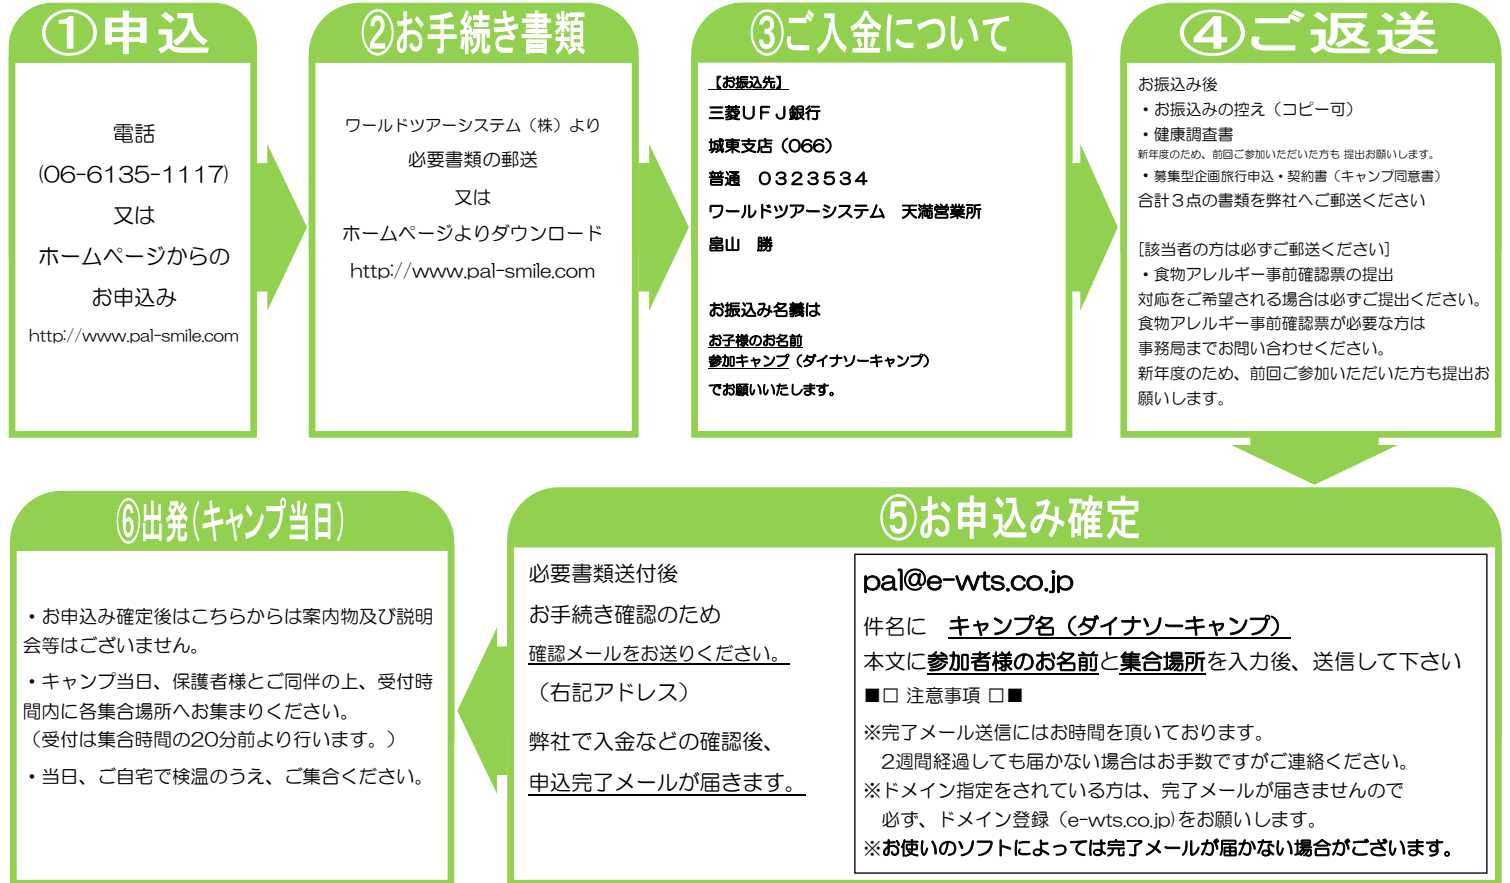 ①申込
電話
(06-6135-1117)
又は
ホームページからの
お申込み
http://www.pal-smile.com
②お手続き書類
ワールドツアーシステム（株）より
必要書類の郵送
又は
ホームページよりダウンロード
http://www.pal-smile.com
③ご入金について
【お振込先】
三菱UFJ銀行
城東支店（066）
普通　0323534
ワールドツアーシステム　天満営業所
畠山　勝
お振込み名義は
お子様のお名前
参加キャンプ（ダイナソーキャンプ）
でお願いいたします。
④ご返送
お振込み後
・お振込みの控え（コピー可）
・健康調査書
新年度のため、前回ご参加いただいた方も 提出お願いします。
・募集型企画旅行申込・契約書（キャンプ同意書）
合計３点の書類を弊社へご郵送ください
[該当者の方は必ずご郵送ください]
・食物アレルギー事前確認票の提出
対応をご希望される場合は必ずご提出ください。
食物アレルギー事前確認票が必要な方は
事務局までお問い合わせください。
新年度のため、前回ご参加いただいた方も提出お
願いします。
⑤お申込み確定
必要書類送付後
お手続き確認のため
確認メールをお送りください。
（右記アドレス）
弊社で入金などの確認後、
申込完了メールが届きます。
pal@e-wts.co.jp
件名に　キャンプ名（ダイナソーキャンプ）
本文に参加者様のお名前と集合場所を入力後、送信して下さい
■□ 注意事項 □■
※完了メール送信にはお時間を頂いております。
2週間経過しても届かない場合はお手数ですがご連絡ください。
※ドメイン指定をされている方は、完了メールが届きませんので
必ず、ドメイン登録（e-wts.co.jp)をお願いします。
※お使いのソフトによっては完了メールが届かない場合がございます。
⑥出発(キャンプ当日)
・お申込み確定後はこちらからは案内物及び説明
会等はございません。
・キャンプ当日、保護者様とご同伴の上、受付時
間内に各集合場所へお集まりください。
（受付は集合時間の20分前より行います。）
・当日、ご自宅で検温のうえ、ご集合ください。